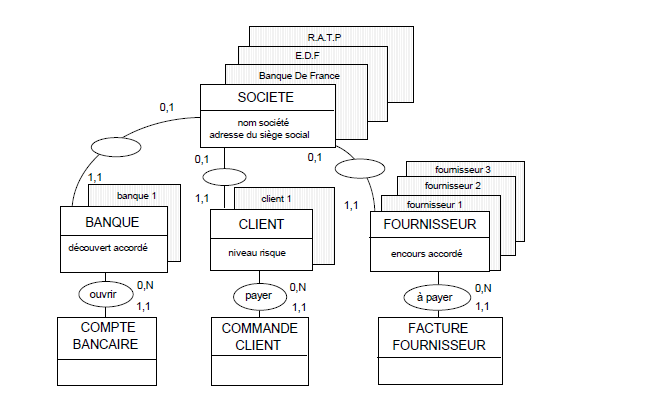 R.A.T.P
E.D.F
Banque De France
SOCIETE
nom société
adresse du siège social
0,1
0,1
0,1
1,1
1,1
1,1
banque 1
client 1
fournisseur 3
fournisseur 2
fournisseur 1
BANQUE
CLIENT
FOURNISSEUR
découvert accordé
niveau risque
encours accordé
ouvrir
0,N
1,1
payer
0,N
1,1
à payer
0,N
1,1
COMPTE
BANCAIRE
COMMANDE
CLIENT
FACTURE
FOURNISSEUR